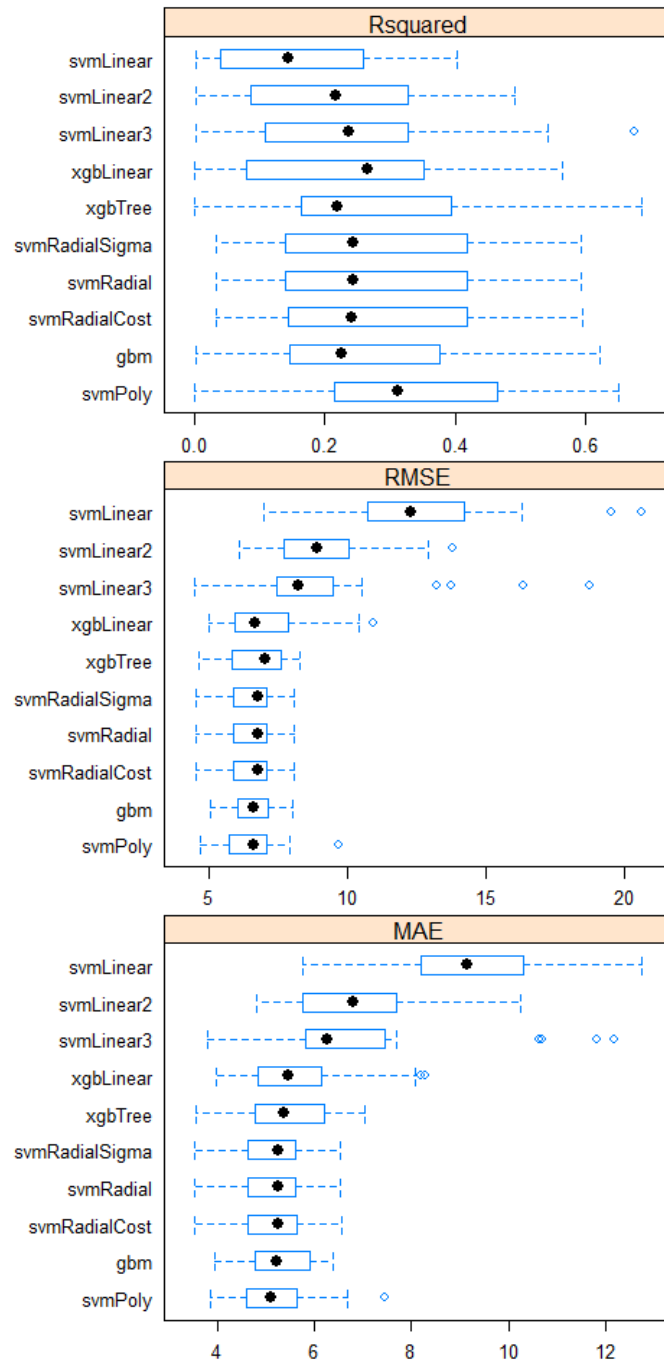 Rsquared
svmLinear
svmLinear2
svmLinear3
xgbLinear
xgbTree
svmRadialSigma
svmRadial
svmRadialCost
gbm
svmPoly
0.0 0.2 0.4 0.6
RMSE
svmLinear
svmLinear2
svmLinear3
xgbLinear
xgbTree
svmRadialSigma
svmRadial
svmRadialCost
gbm
svmPoly
5 10 15 20
MAE
svmLinear
svmLinear2
svmLinear3
xgbLinear
xgbTree
svmRadialSigma
svmRadial
svmRadialCost
gbm
svmPoly
4 6 8 10 12